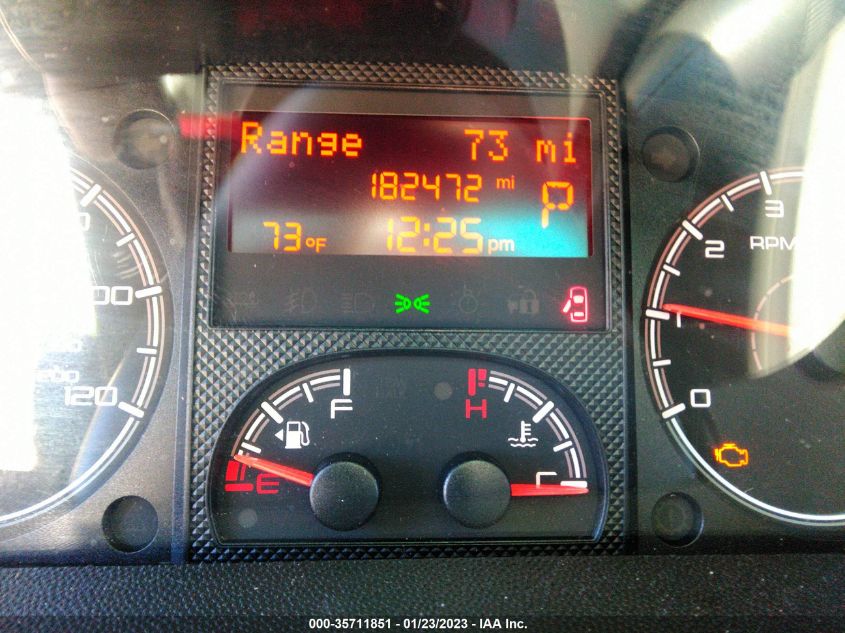 Range 73 mi
182472 mi P
73°F 12:25 pm
3
2
RPM
1
0
100
120
F H
E C
000-35711851 / 01/23/2023 - IAA Inc.